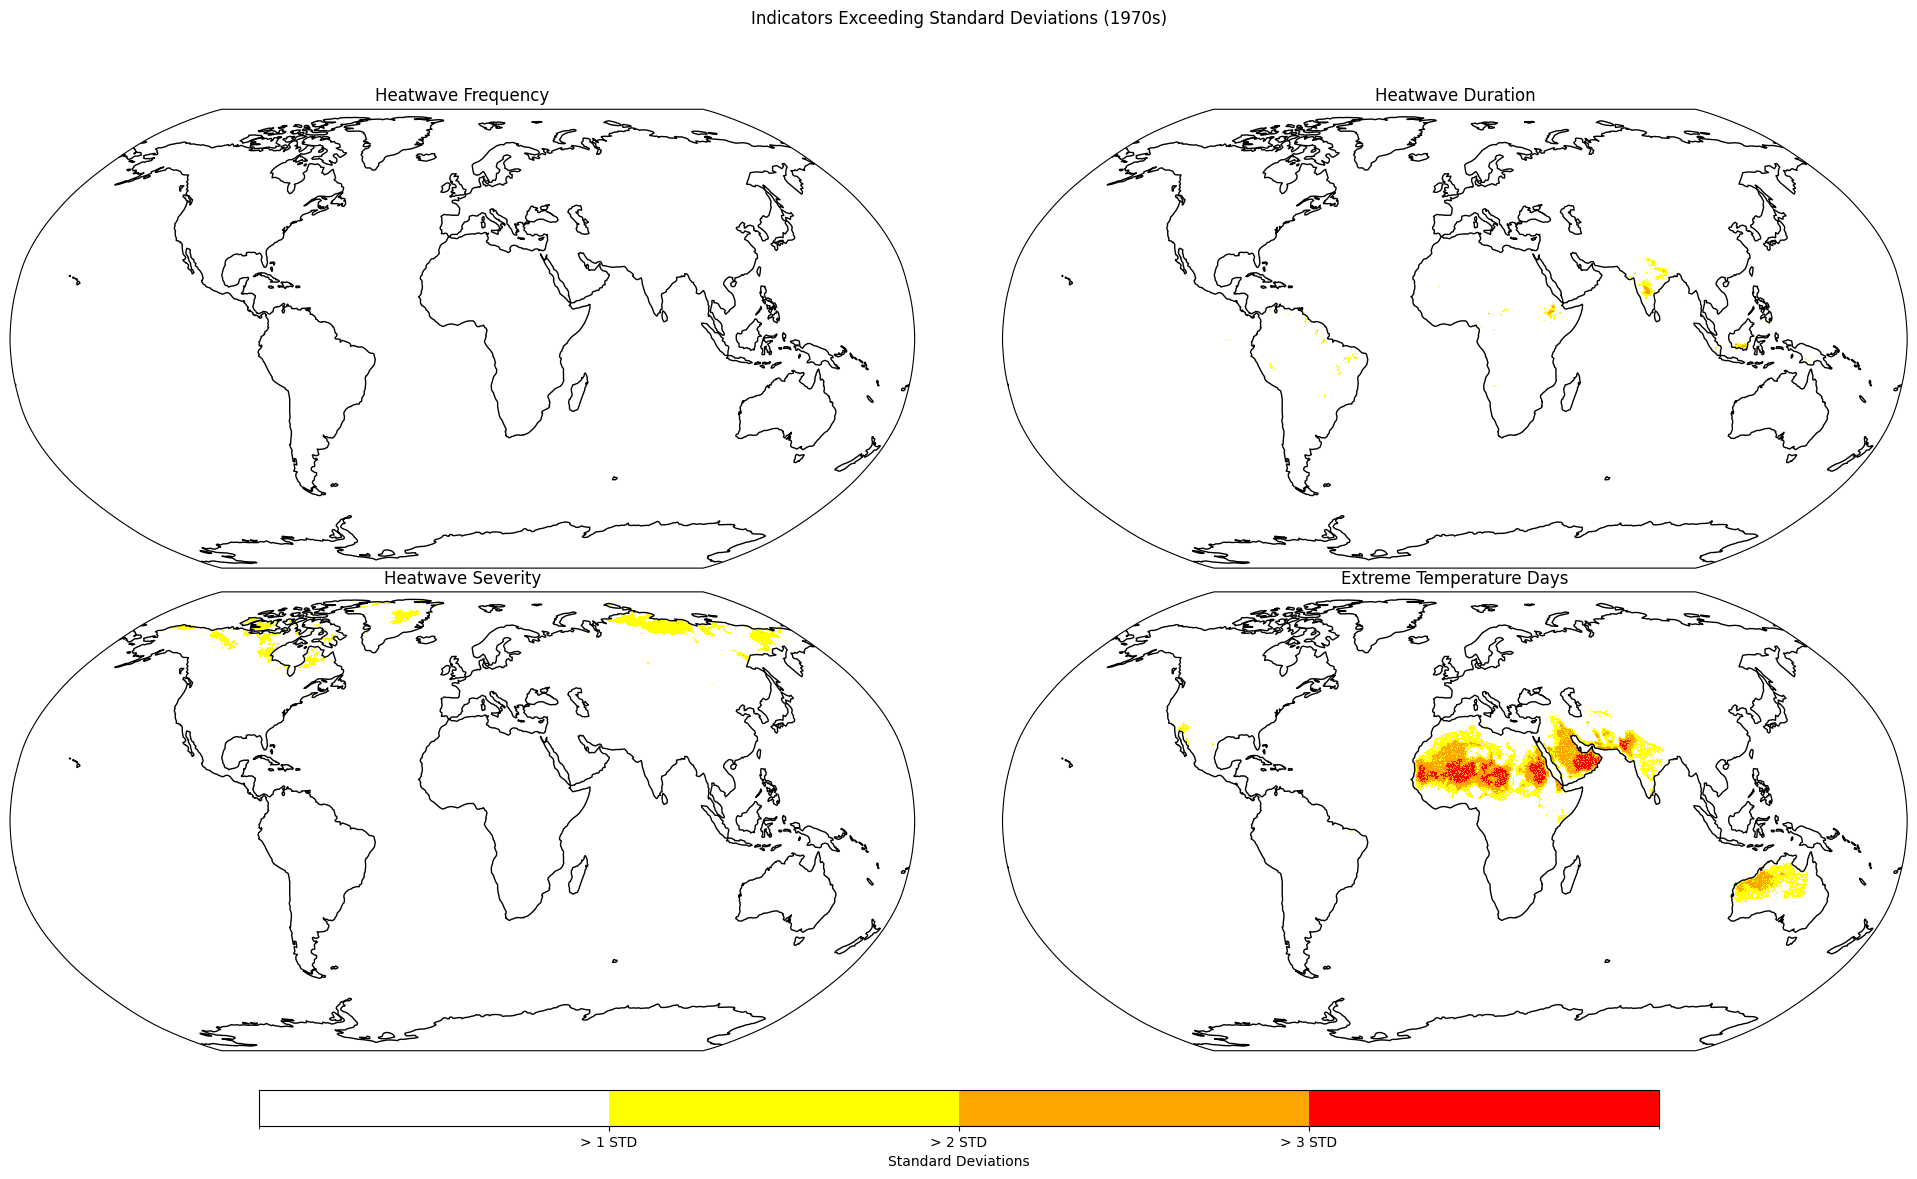 Indicators Exceeding Standard Deviations (1970s)
Heatwave Frequency
Heatwave Duration
Heatwave Severity
Extreme Temperature Days
> 1 STD
> 2 STD
> 3 STD
Standard Deviations